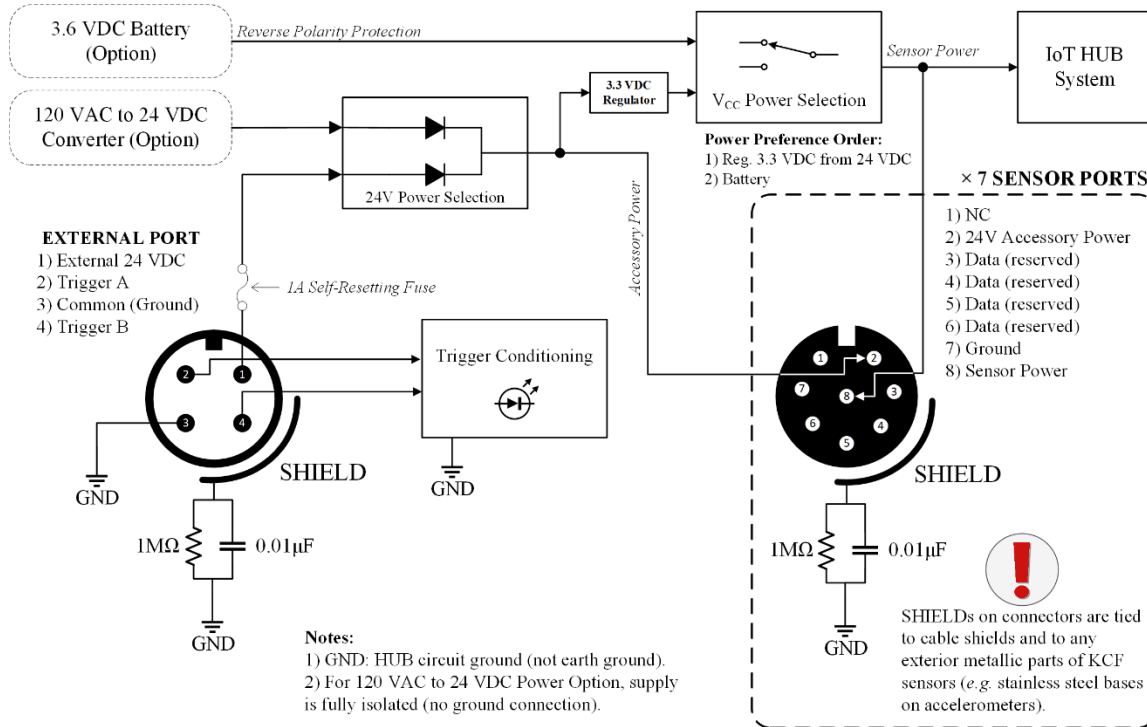 3.6 VDC Battery
(Option)
Reverse Polarity Protection
120 VAC to 24 VDC
Converter (Option)
24V Power Selection
3.3 VDC
Regulator
VCC Power Selection
Sensor Power
IoT HUB
System
Power Preference Order:
1) Reg. 3.3 VDC from 24 VDC
2) Battery
EXTERNAL PORT
1) External 24 VDC
2) Trigger A
3) Common (Ground)
4) Trigger B
1A Self-Resetting Fuse
Accessory Power
2
1
3
4
Trigger Conditioning
GND
GND
SHIELD
1MΩ
0.01µF
GND
× 7 SENSOR PORTS
1) NC
2) 24V Accessory Power
3) Data (reserved)
4) Data (reserved)
5) Data (reserved)
6) Data (reserved)
7) Ground
8) Sensor Power
1
2
7
8
3
6
4
5
SHIELD
1MΩ
0.01µF
GND
SHIELDs on connectors are tied
to cable shields and to any
exterior metallic parts of KCF
sensors (e.g. stainless steel bases
on accelerometers).
Notes:
1) GND: HUB circuit ground (not earth ground).
2) For 120 VAC to 24 VDC Power Option, supply
is fully isolated (no ground connection).